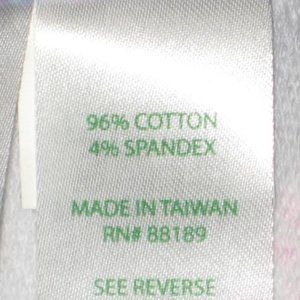 96% COTTON
4% SPANDEX
MADE IN TAIWAN
RN# 88189
SEE REVERSE